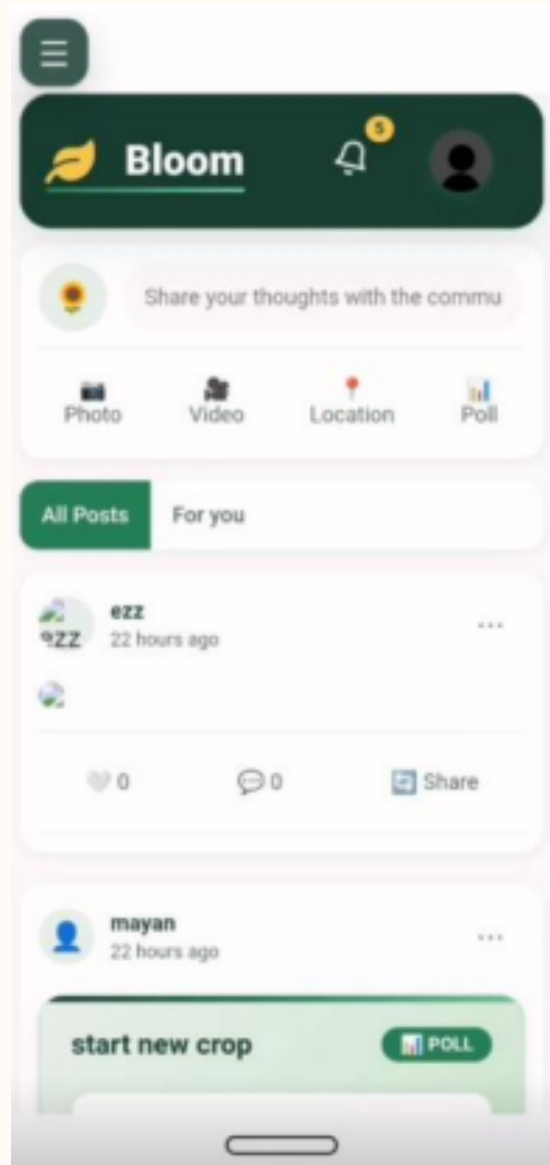 5
Bloom
Share your thoughts with the commu
Photo Video Location Poll
All Posts For you
ezz
ezz 22 hours ago
0 0 Share
mayan
22 hours ago
start new crop POLL